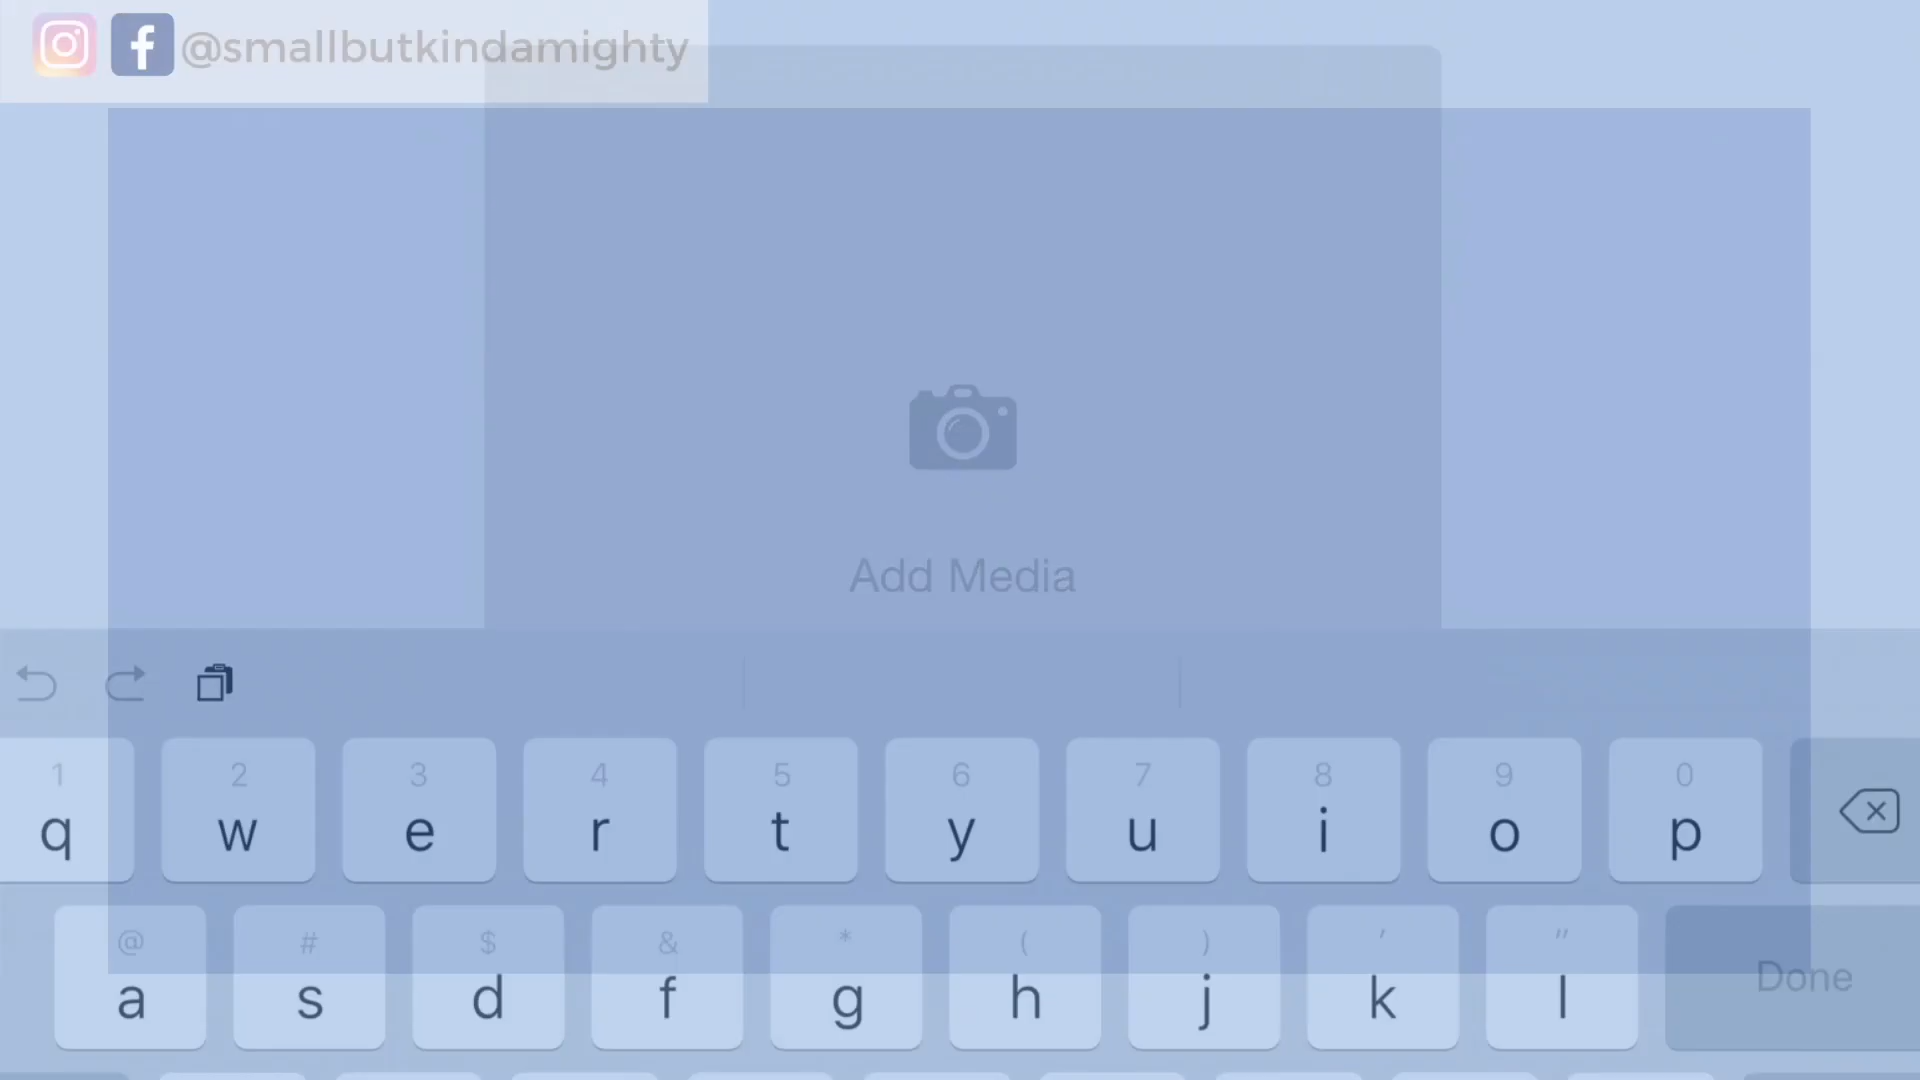 @smallbutkindamighty
Add Media
1 2 3 4 5 6 7 8 9 0
q w e r t y u i o p
@ # $ & * ( ) ' "
a s d f g h j k l Done